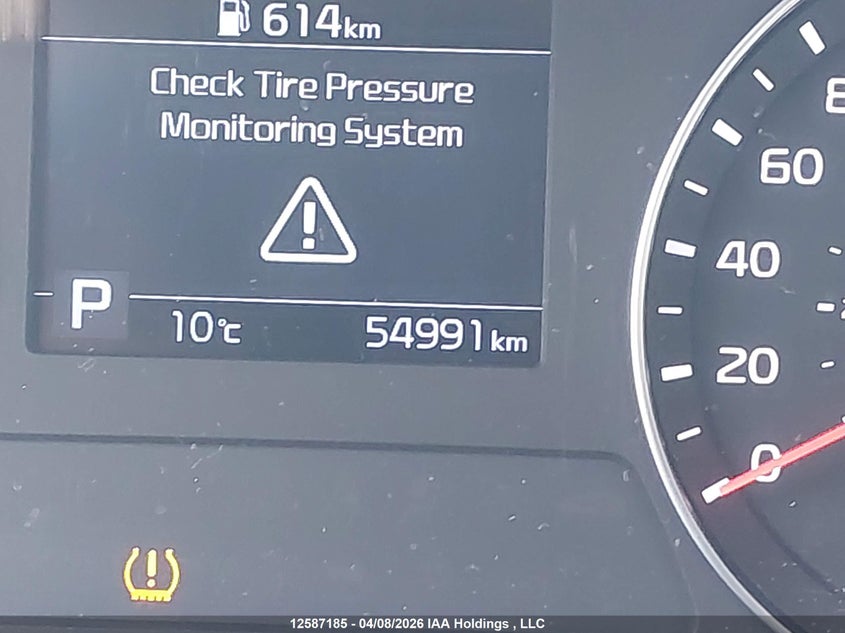 614km
Check Tire Pressure
Monitoring System
P
10°C
54991km
60
40
20
0
12587185 - 04/08/2026 IAA Holdings , LLC